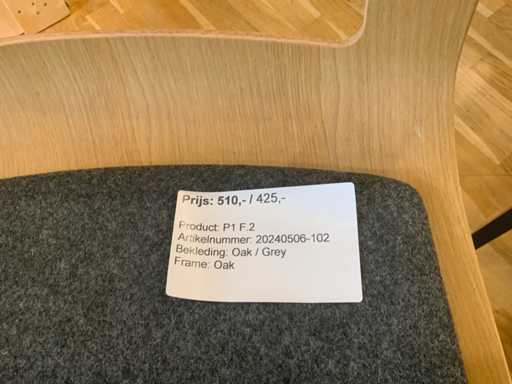 Prijs: 510,- / 425,-
Product: P1 F.2
Artikelnummer: 20240506-102
Bekleding: Oak / Grey
Frame: Oak